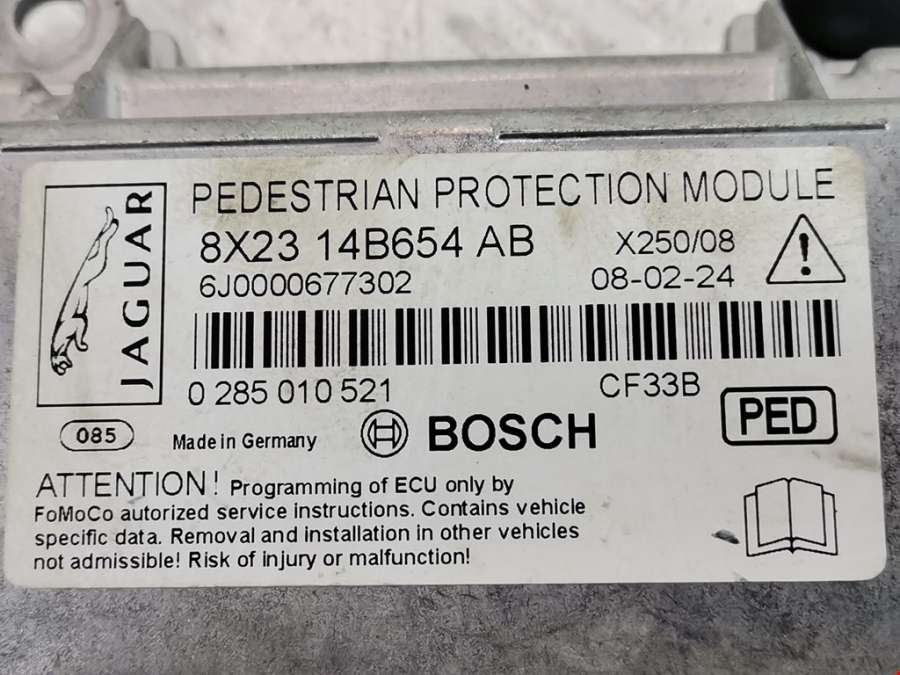 JAGUAR
PEDESTRIAN PROTECTION MODULE
8X23 14B654 AB
X250/08
6J0000677302
08-02-24
0 285 010 521
CF33B
085
Made in Germany
BOSCH
PED
ATTENTION! Programming of ECU only by
FoMoCo autorized service instructions. Contains vehicle
specific data. Removal and installation in other vehicles
not admissible! Risk of injury or malfunction!